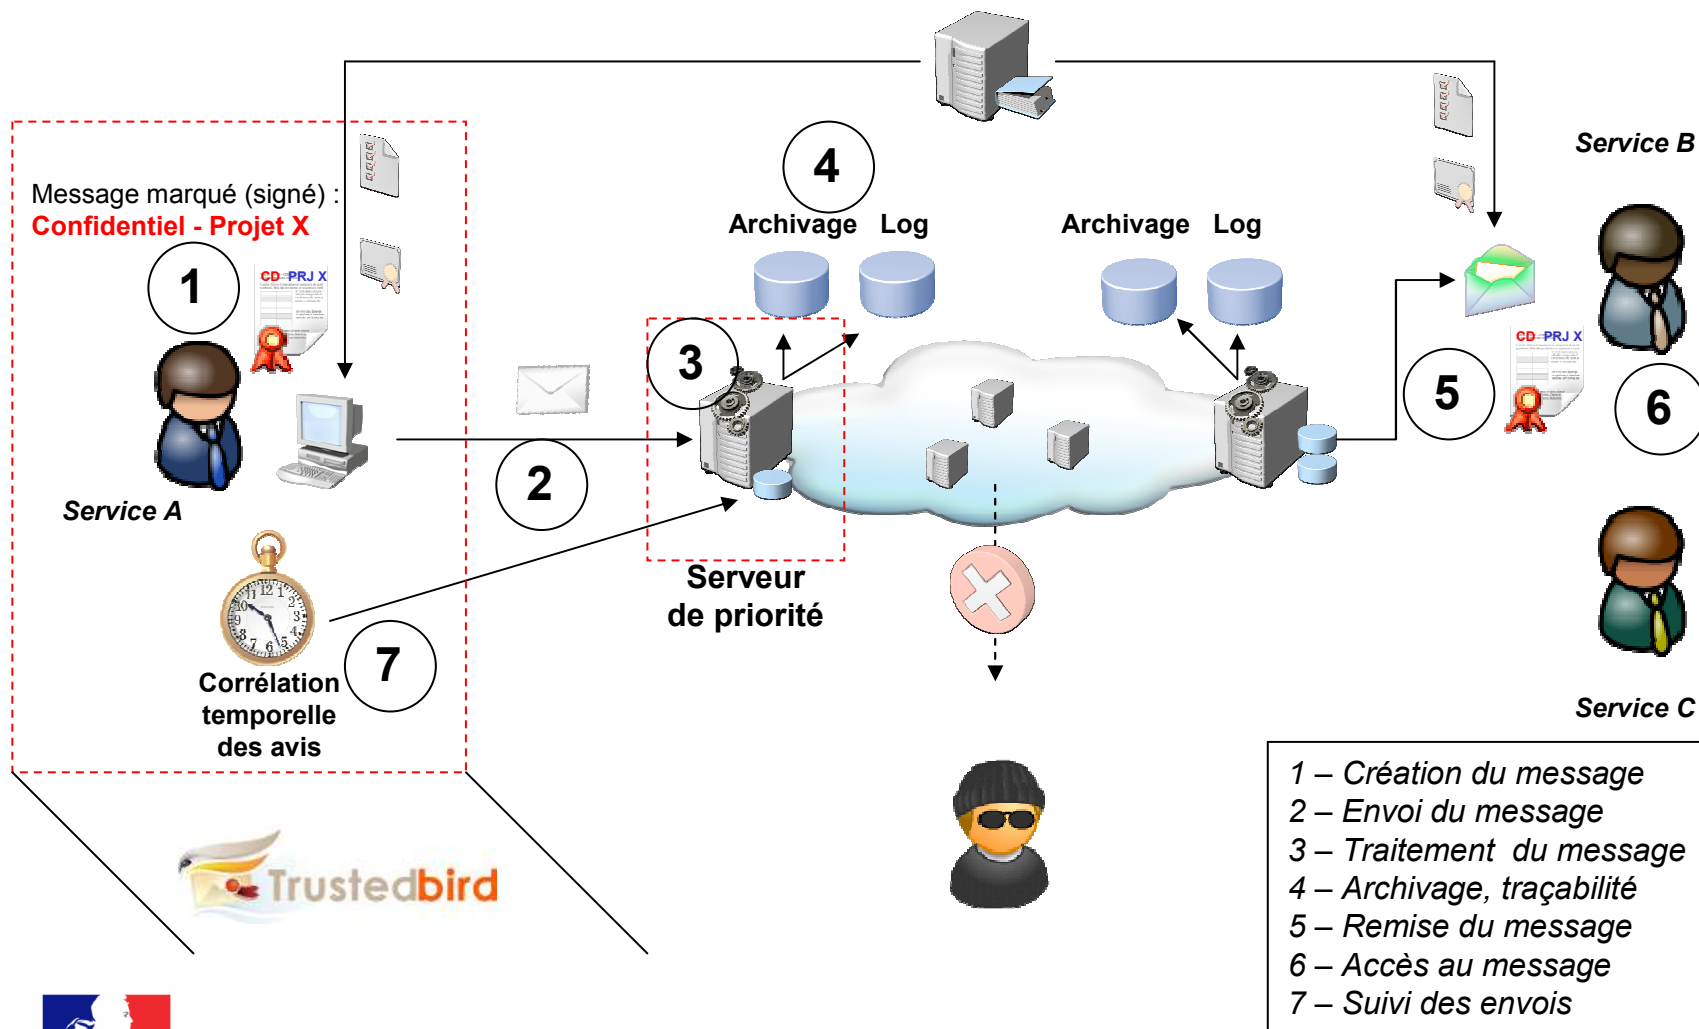 Service B
4
Message marqué (signé) :
Confidentiel - Projet X
Archivage Log
Archivage Log
1
CD PRJ X
3
CD PRJ X
5
6
2
Service A
Serveur
de priorité
7
Corrélation
temporelle
des avis
Service C
1 – Création du message
2 – Envoi du message
3 – Traitement du message
4 – Archivage, traçabilité
5 – Remise du message
6 – Accès au message
7 – Suivi des envois
Trustedbird